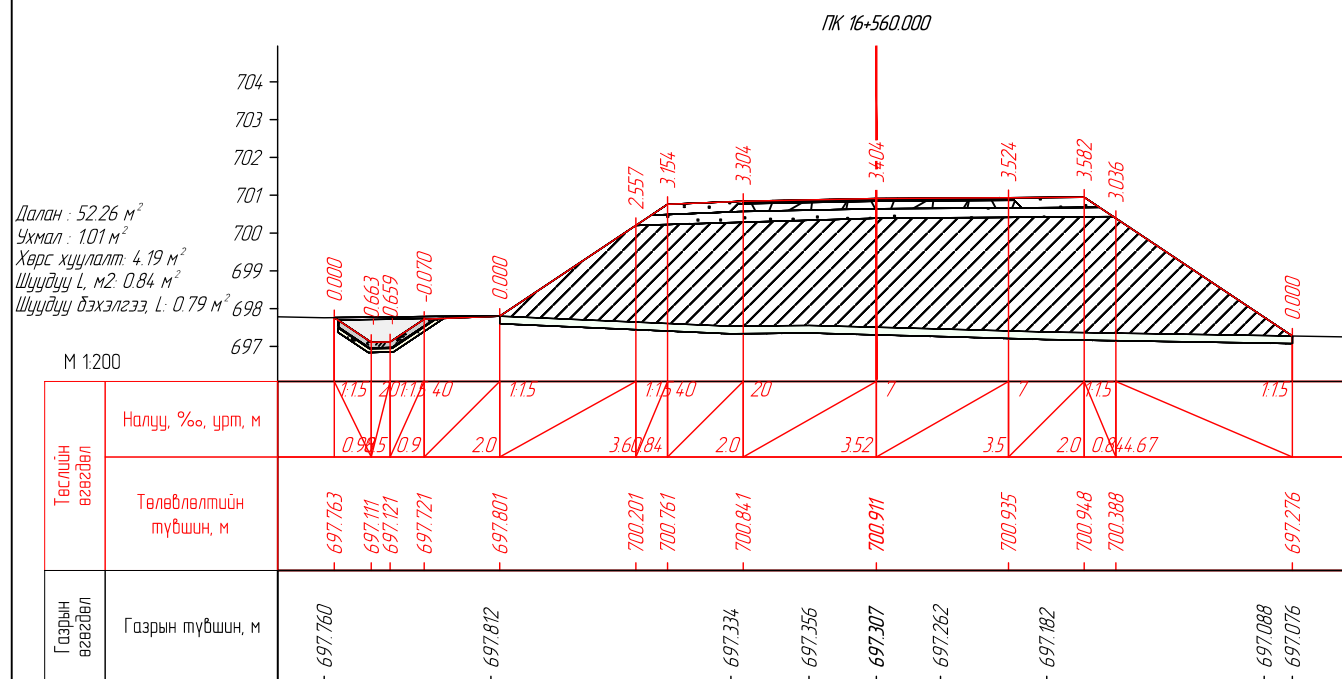 ПК 16+560.000
704
703
702
701
700
699
698
697
Далан : 52.26 м²
Ухмал : 1.01 м²
Хөрс хуулалт: 4.19 м²
Шуудуу L, м2: 0.84 м²
Шуудуу бэхэлгээ, L: 0.79 м²
М 1:200
0.000 0.663 0.659 -0.070 0.000 2.557 3.154 3.304 3.404 3.524 3.582 3.036 0.000
Төслийн өгөгдөл
Налуу, ‰, урт, м
1:1.5 20 1:1.5 40 1:1.5 1:1.5 40 20 7 7 1:1.5 1:1.5
0.9 0.9 2.0 3.6 0.84 2.0 3.52 3.5 2.0 0.84 4.67
Төлөвлөлтийн түвшин, м
697.763 697.111 697.121 697.721 697.801 700.201 700.761 700.841 700.911 700.935 700.948 700.388 697.276
Газрын өгөгдөл
Газрын түвшин, м
697.760 697.812 697.334 697.356 697.307 697.262 697.182 697.088 697.076